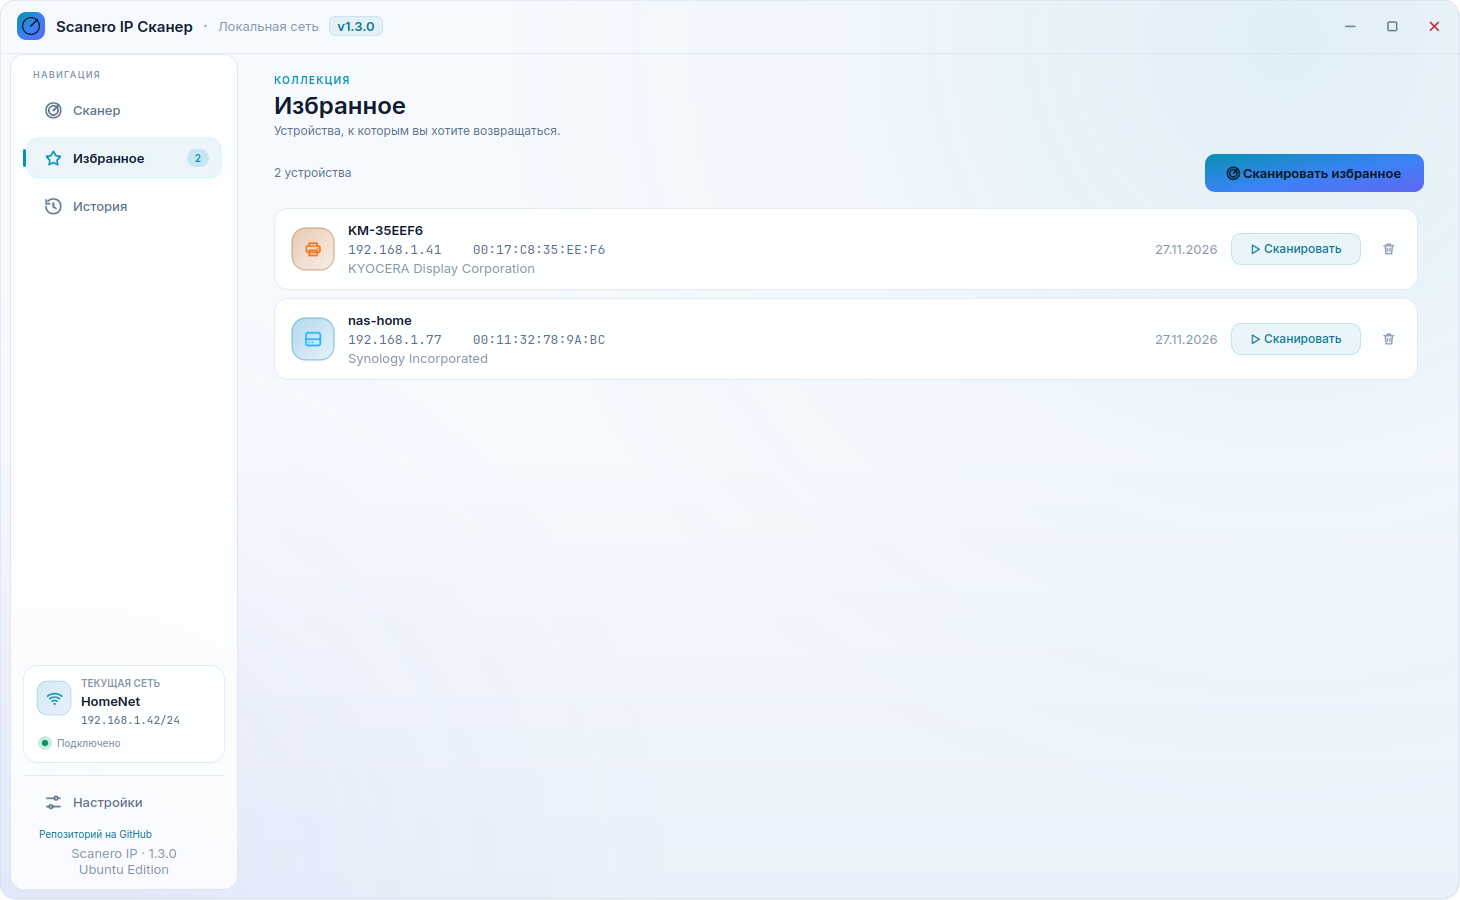 Scanero IP Сканер · Локальная сеть v1.3.0
НАВИГАЦИЯ
Сканер
Избранное 2
История
ТЕКУЩАЯ СЕТЬ
HomeNet
192.168.1.42/24
Подключено
Настройки
Репозиторий на GitHub
Scanero IP · 1.3.0
Ubuntu Edition
КОЛЛЕКЦИЯ
Избранное
Устройства, к которым вы хотите возвращаться.
2 устройства
Сканировать избранное
KM-35EEF6
192.168.1.41 00:17:C8:35:EE:F6
KYOCERA Display Corporation
27.11.2026 Сканировать
nas-home
192.168.1.77 00:11:32:78:9A:BC
Synology Incorporated
27.11.2026 Сканировать